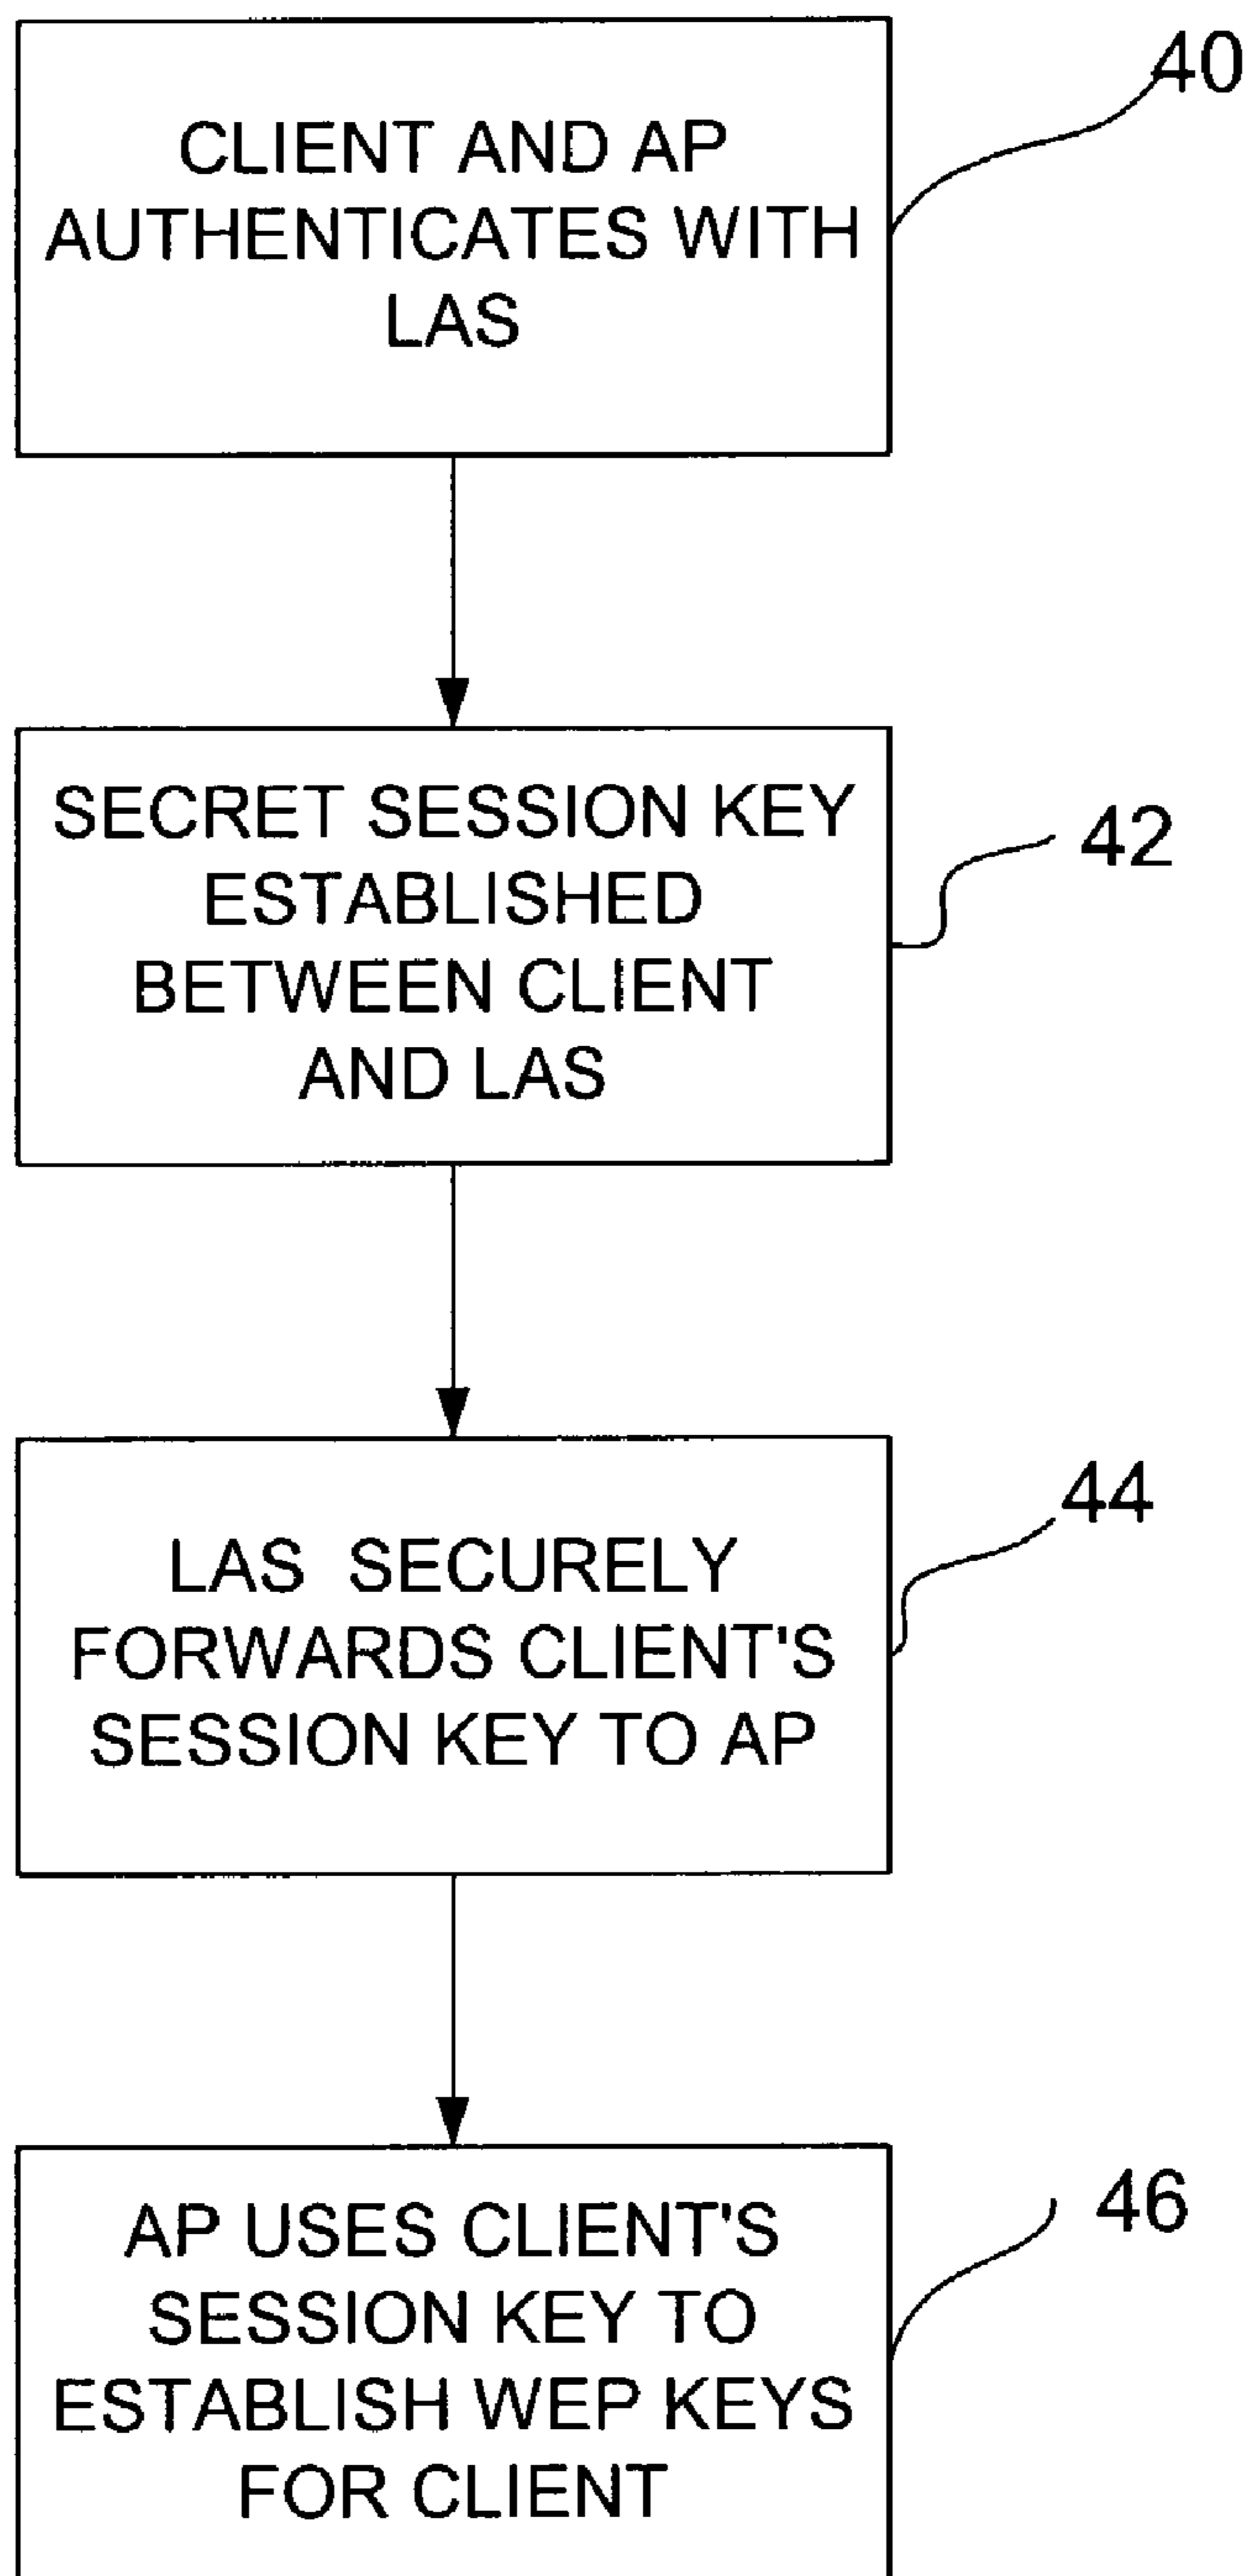 40
CLIENT AND AP
AUTHENTICATES WITH
LAS
SECRET SESSION KEY
ESTABLISHED
BETWEEN CLIENT
AND LAS
42
LAS SECURELY
FORWARDS CLIENT'S
SESSION KEY TO AP
44
AP USES CLIENT'S
SESSION KEY TO
ESTABLISH WEP KEYS
FOR CLIENT
46